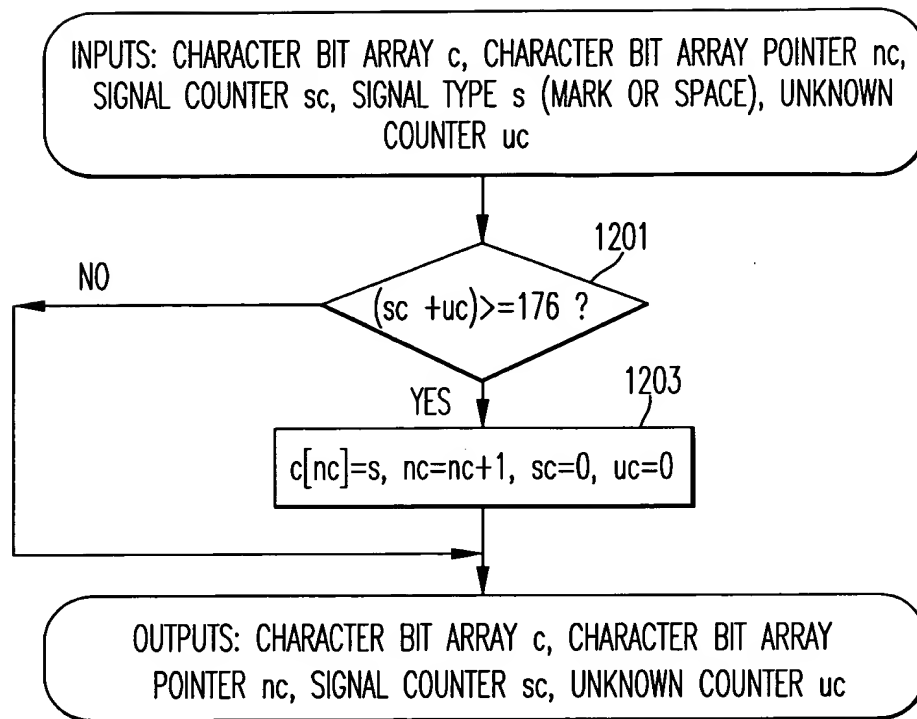 INPUTS: CHARACTER BIT ARRAY c, CHARACTER BIT ARRAY POINTER nc,
SIGNAL COUNTER sc, SIGNAL TYPE s (MARK OR SPACE), UNKNOWN
COUNTER uc
1201
NO
(sc +uc)>=176 ?
YES
1203
c[nc]=s, nc=nc+1, sc=0, uc=0
OUTPUTS: CHARACTER BIT ARRAY c, CHARACTER BIT ARRAY
POINTER nc, SIGNAL COUNTER sc, UNKNOWN COUNTER uc